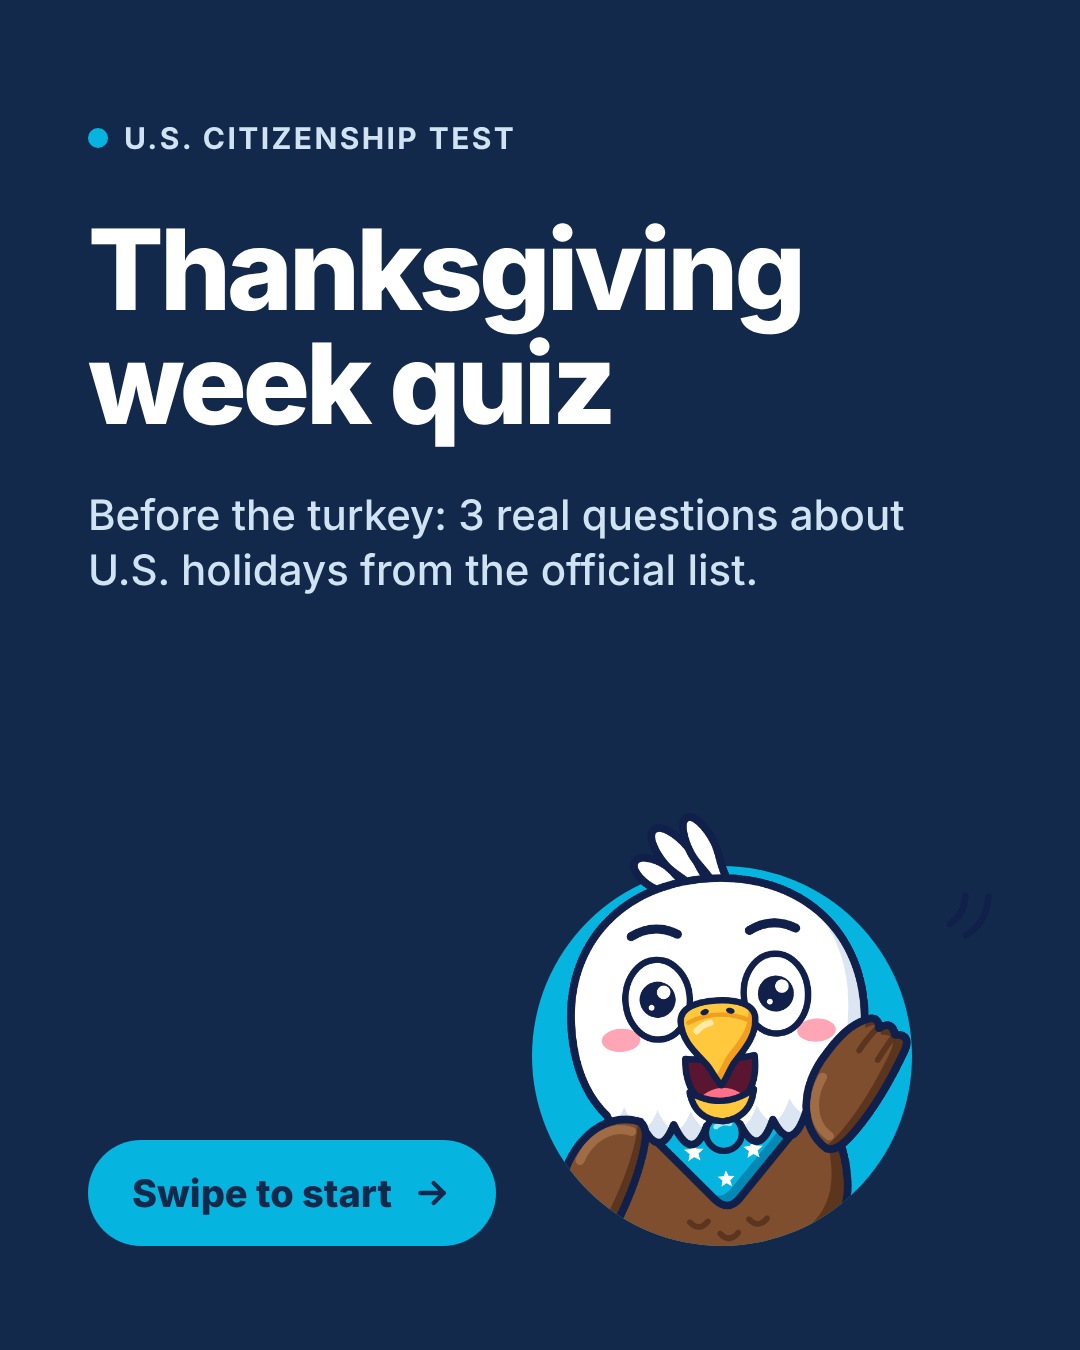 U.S. CITIZENSHIP TEST
Thanksgiving
week quiz
Before the turkey: 3 real questions about
U.S. holidays from the official list.
Swipe to start →